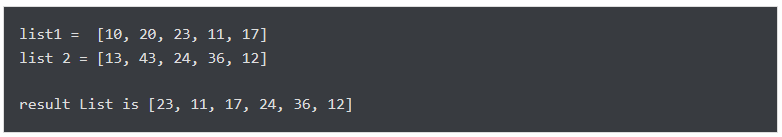 list1 =  [10, 20, 23, 11, 17]
list 2 = [13, 43, 24, 36, 12]
result List is [23, 11, 17, 24, 36, 12]